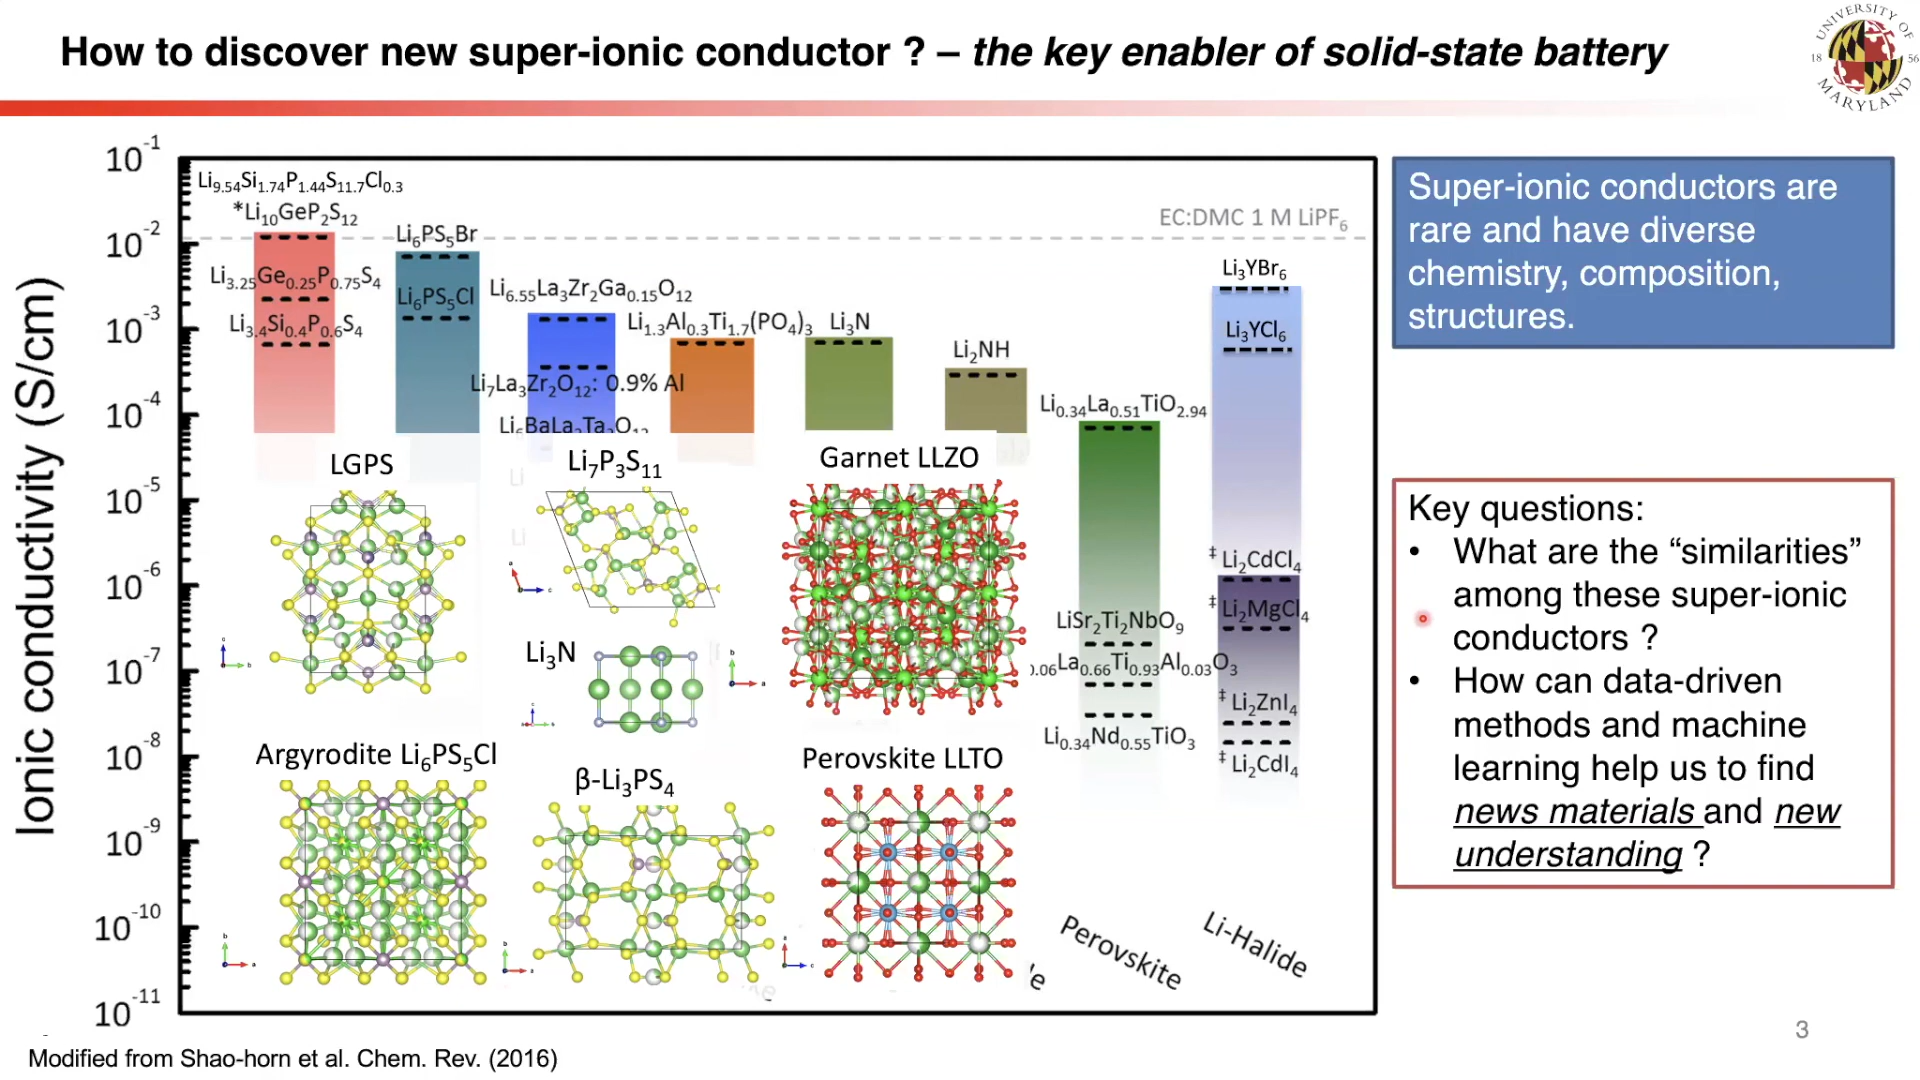 How to discover new super-ionic conductor ? – the key enabler of solid-state battery
UNIVERSITY OF
18 56
MARYLAND
Ionic conductivity (S/cm)
10⁻¹
10⁻²
10⁻³
10⁻⁴
10⁻⁵
10⁻⁶
10⁻⁷
10⁻⁸
10⁻⁹
10⁻¹⁰
10⁻¹¹
Li₉.₅₄Si₁.₇₄P₁.₄₄S₁₁.₇Cl₀.₃
*Li₁₀GeP₂S₁₂
Li₃.₂₅Ge₀.₂₅P₀.₇₅S₄
Li₃.₄Si₀.₄P₀.₆S₄
Li₆PS₅Br
Li₆PS₅Cl
Li₆.₅₅La₃Zr₂Ga₀.₁₅O₁₂
Li₇La₃Zr₂O₁₂: 0.9% Al
Li₆BaLa₂Ta₂O₁₂
Li₁.₃Al₀.₃Ti₁.₇(PO₄)₃
Li₃N
Li₂NH
EC:DMC 1 M LiPF₆
Li₀.₃₄La₀.₅₁TiO₂.₉₄
LiSr₂Ti₂NbO₉
₀.₀₆La₀.₆₆Ti₀.₉₃Al₀.₀₃O₃
Li₀.₃₄Nd₀.₅₅TiO₃
Li₃YBr₆
Li₃YCl₆
‡ Li₂CdCl₄
‡ Li₂MgCl₄
‡ Li₂ZnI₄
‡ Li₂CdI₄
LGPS
Li₇P₃S₁₁
Garnet LLZO
Li₃N
Argyrodite Li₆PS₅Cl
β-Li₃PS₄
Perovskite LLTO
Perovskite
Li-Halide
Super-ionic conductors are
rare and have diverse
chemistry, composition,
structures.
Key questions:
• What are the “similarities”
among these super-ionic
conductors ?
• How can data-driven
methods and machine
learning help us to find
news materials and new
understanding ?
3
Modified from Shao-horn et al. Chem. Rev. (2016)